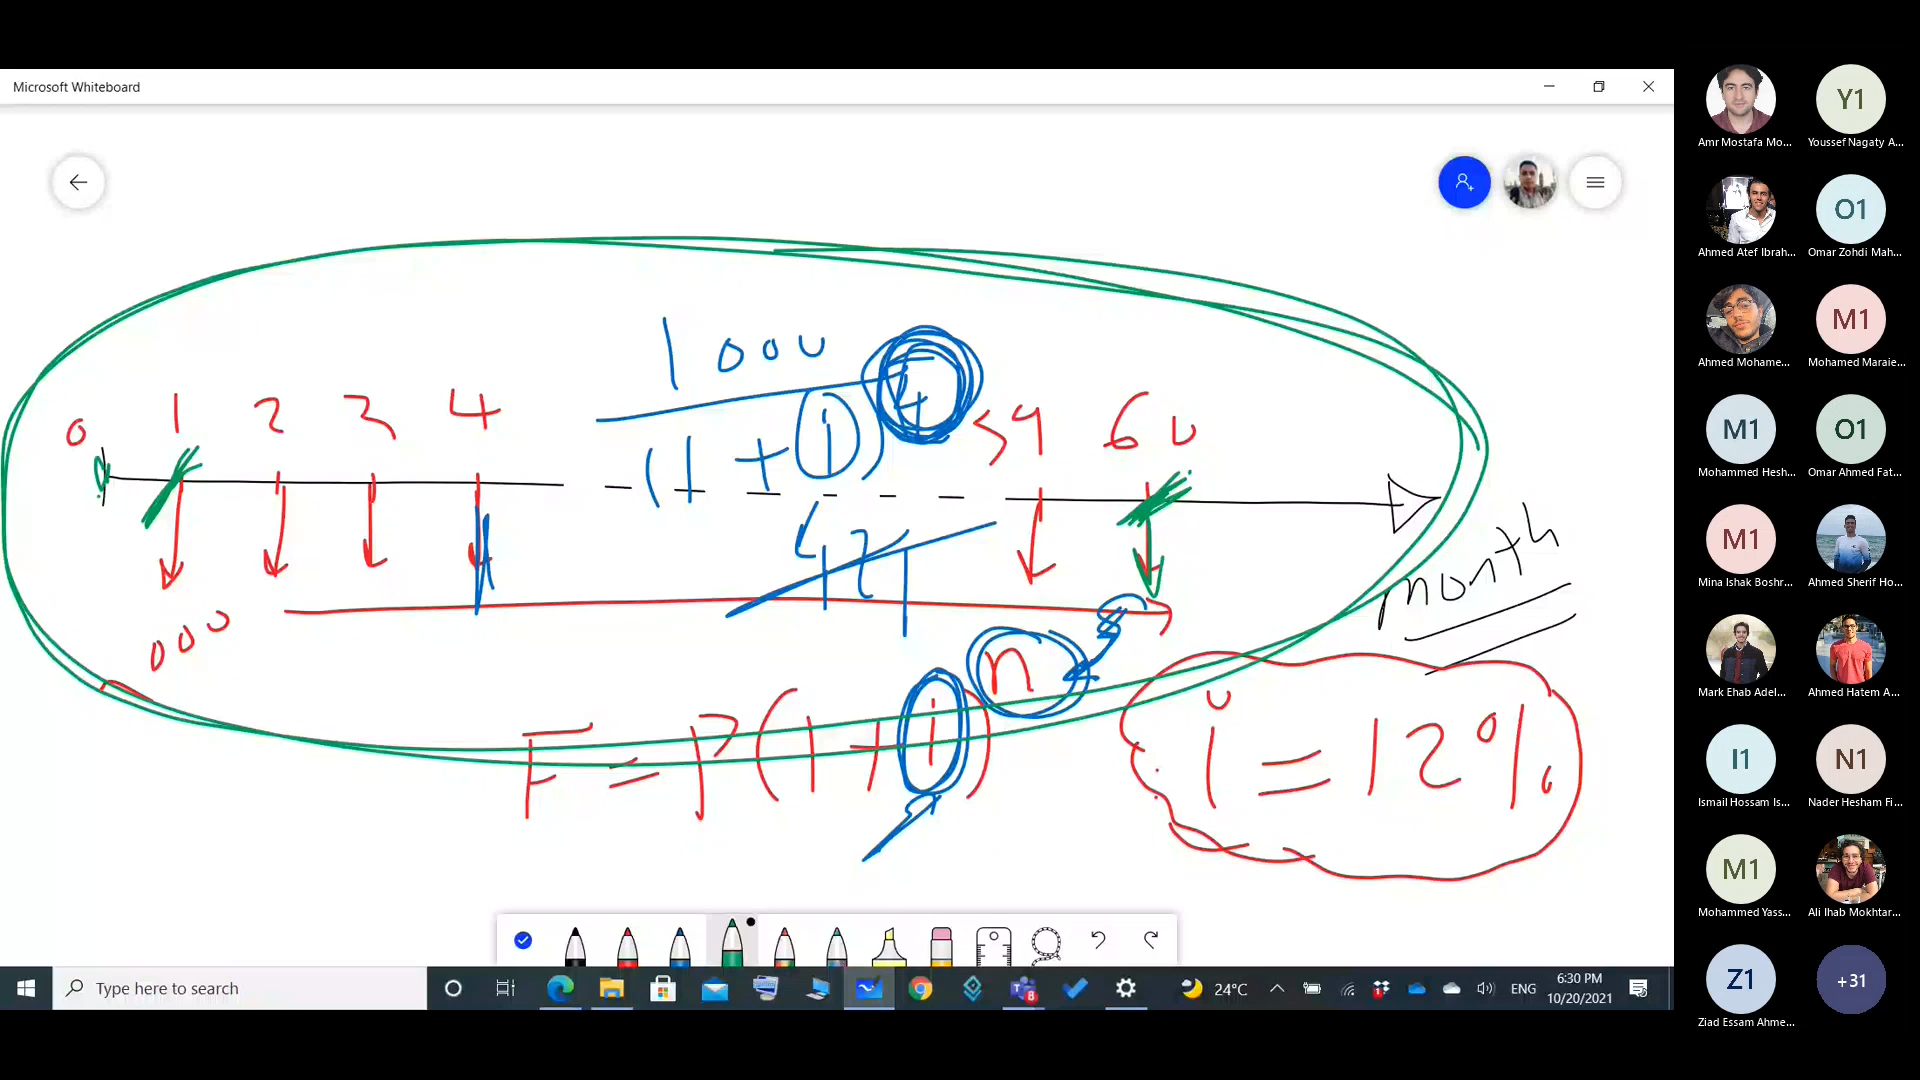 Microsoft Whiteboard
1000
(1 + i)4
0 1 2 3 4 59 60
month
000
n
F = P(1 + i)
i = 12%
Type here to search
24°C
ENG
6:30 PM
10/20/2021
Amr Mostafa Mo...
Y1
Youssef Nagaty A...
Ahmed Atef Ibrah...
O1
Omar Zohdi Mah...
Ahmed Mohame...
M1
Mohamed Maraie...
M1
Mohammed Hesh...
O1
Omar Ahmed Fat...
M1
Mina Ishak Boshr...
Ahmed Sherif Ho...
Mark Ehab Adel...
Ahmed Hatem A...
I1
Ismail Hossam Is...
N1
Nader Hesham Fi...
M1
Mohammed Yass...
Ali Ihab Mokhtar...
Z1
Ziad Essam Ahme...
+31